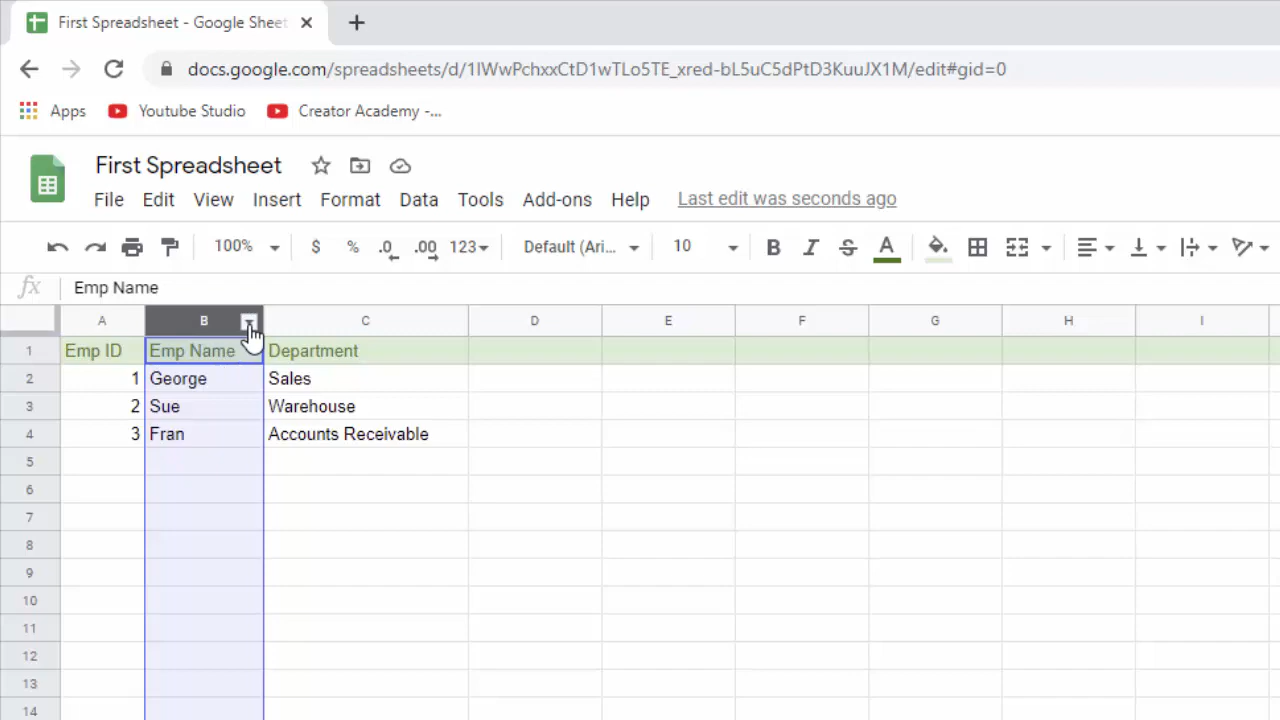 First Spreadsheet - Google Sheet
docs.google.com/spreadsheets/d/1IWwPchxxCtD1wTLo5TE_xred-bL5uC5dPtD3KuuJX1M/edit#gid=0
Apps Youtube Studio Creator Academy -...
First Spreadsheet
File Edit View Insert Format Data Tools Add-ons Help Last edit was seconds ago
100% $ % .0 .00 123 Default (Ari... 10 B I S A
fx Emp Name
A B C D E F G H I
1 Emp ID Emp Name Department
2 1 George Sales
3 2 Sue Warehouse
4 3 Fran Accounts Receivable
5
6
7
8
9
10
11
12
13
14